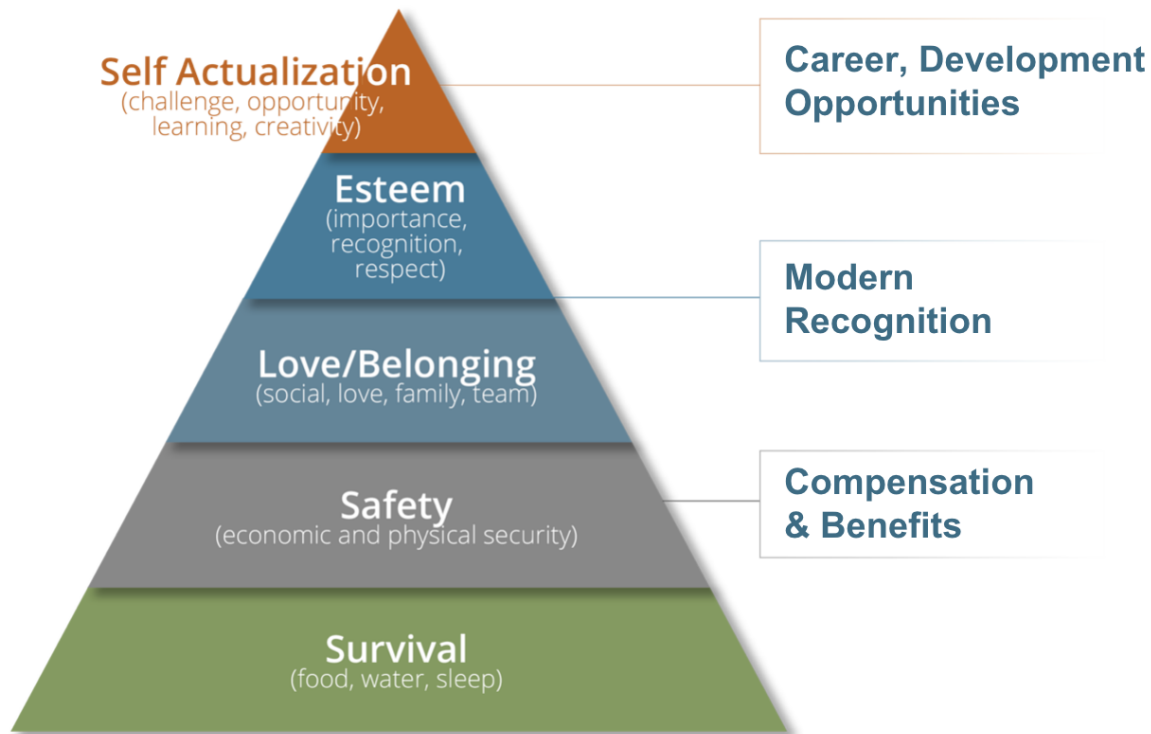 Self Actualization
(challenge, opportunity,
learning, creativity)
Career, Development
Opportunities
Esteem
(importance,
recognition,
respect)
Modern
Recognition
Love/Belonging
(social, love, family, team)
Safety
(economic and physical security)
Compensation
& Benefits
Survival
(food, water, sleep)